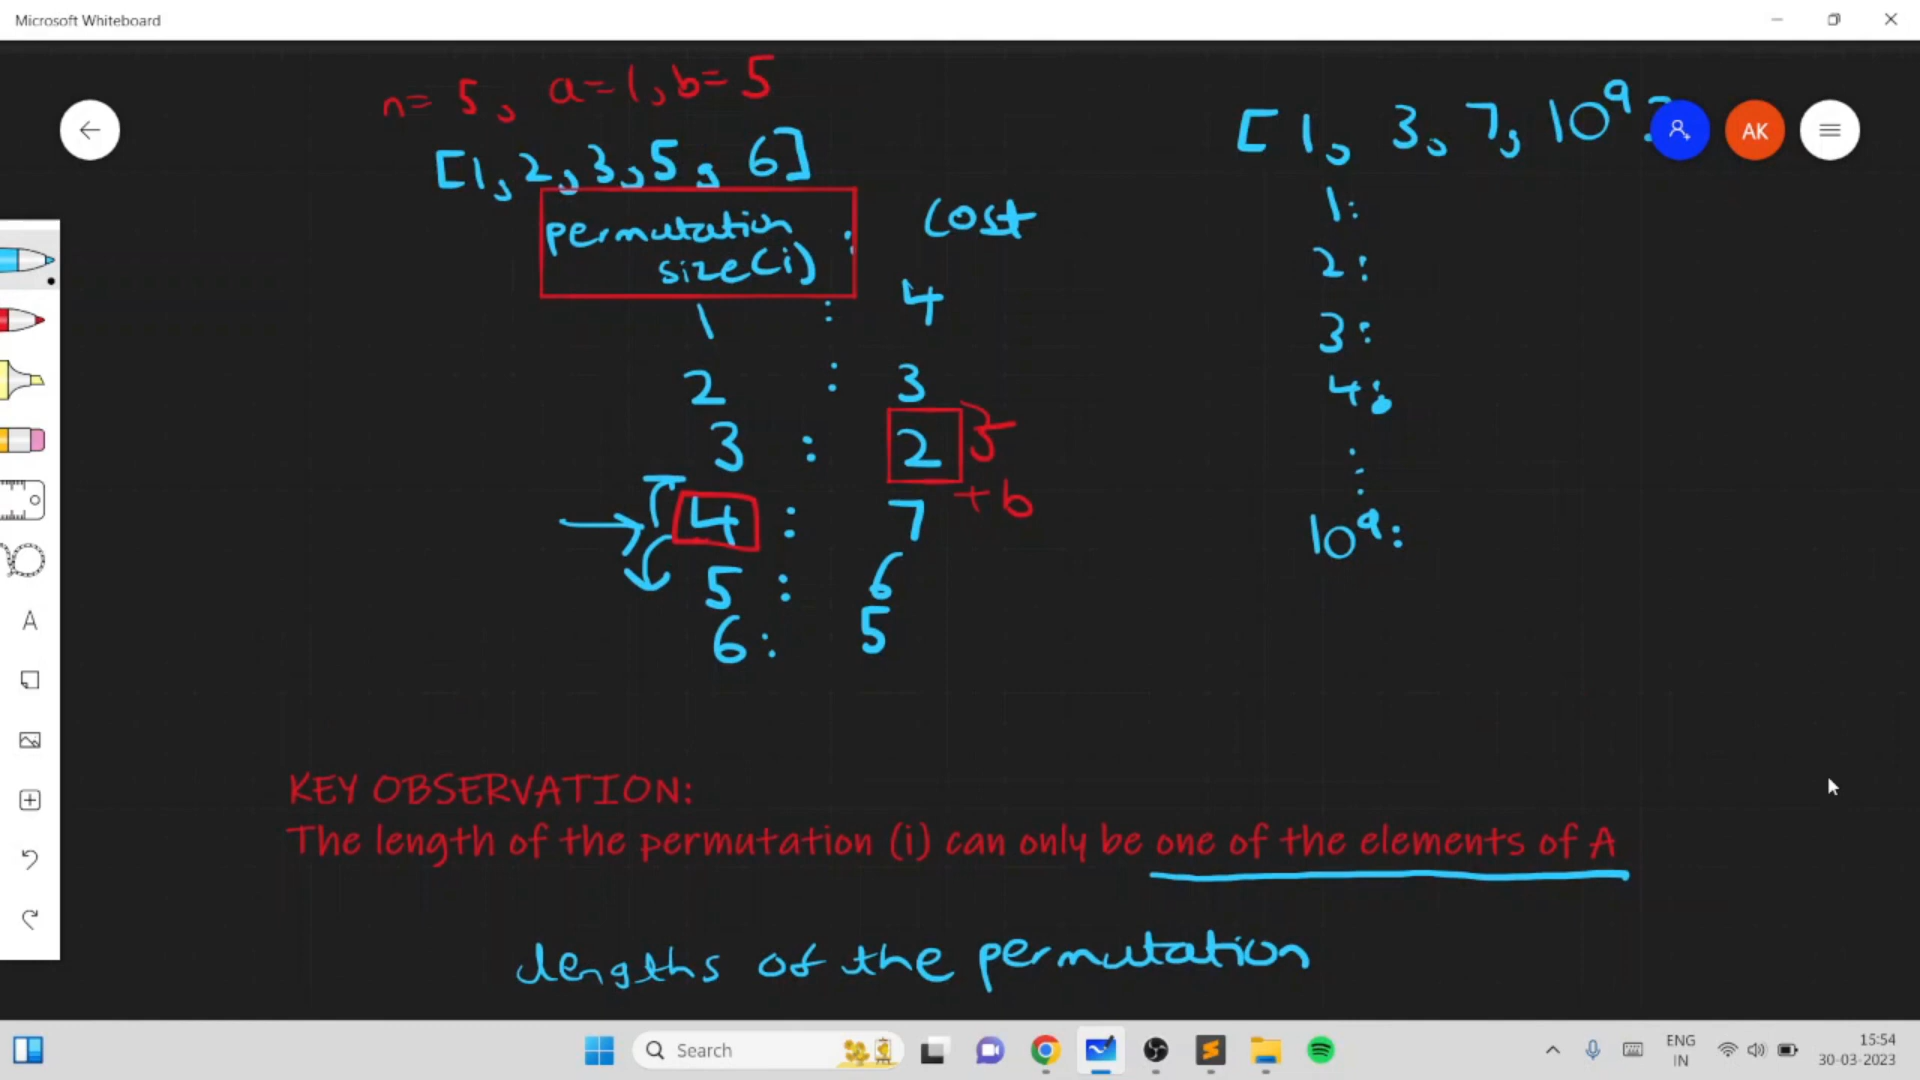 Microsoft Whiteboard
n= 5, a=1, b= 5
[1, 2, 3, 5, 6]
permutation size(i) : cost
1 : 4
2 : 3
3 : 2 5
+ b
4 : 7
5 : 6
6 : 5
[1, 3, 7, 10⁹]
AK
1:
2:
3:
4:
:
10⁹:
KEY OBSERVATION:
The length of the permutation (i) can only be one of the elements of A
lengths of the permutation
A
Search
ENG
IN
15:54
30-03-2023